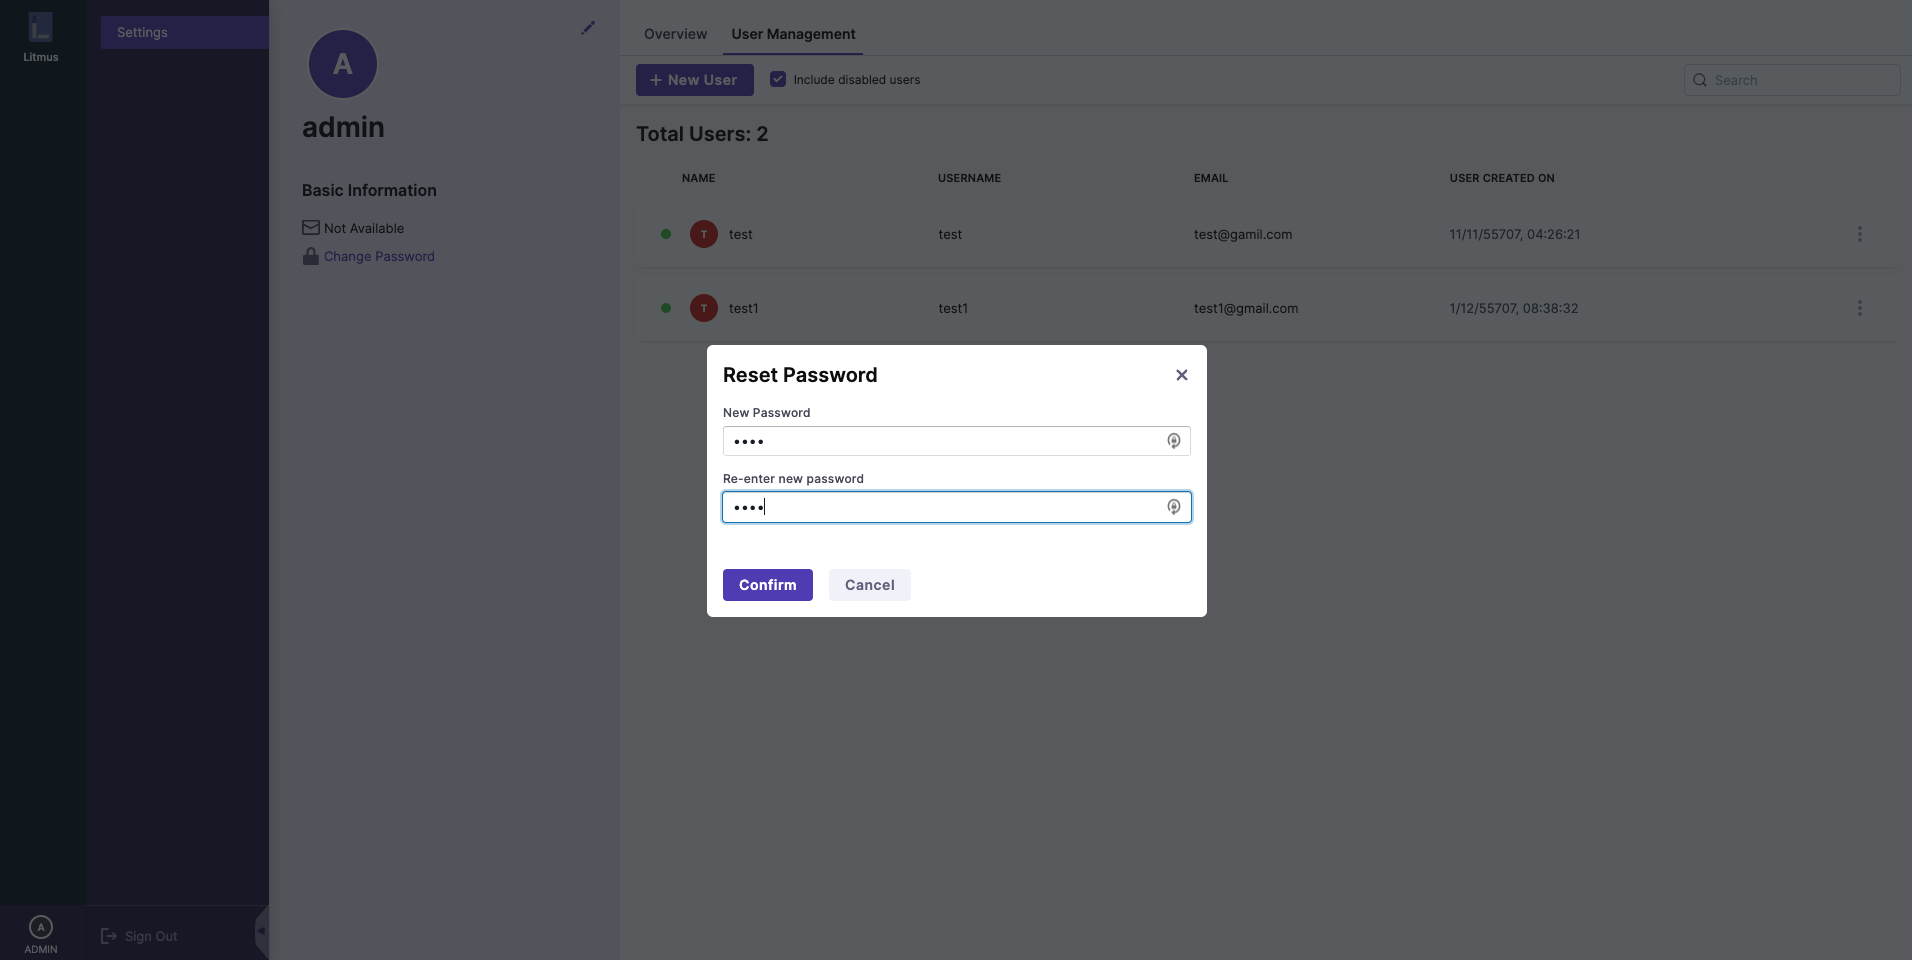 Litmus
Settings
A
admin
Basic Information
Not Available
Change Password
Overview
User Management
+ New User
Include disabled users
Search
Total Users: 2
NAME USERNAME EMAIL USER CREATED ON
T test test test@gamil.com 11/11/55707, 04:26:21
T test1 test1 test1@gmail.com 1/12/55707, 08:38:32
Reset Password
New Password
••••
Re-enter new password
••••
Confirm
Cancel
A
ADMIN
Sign Out